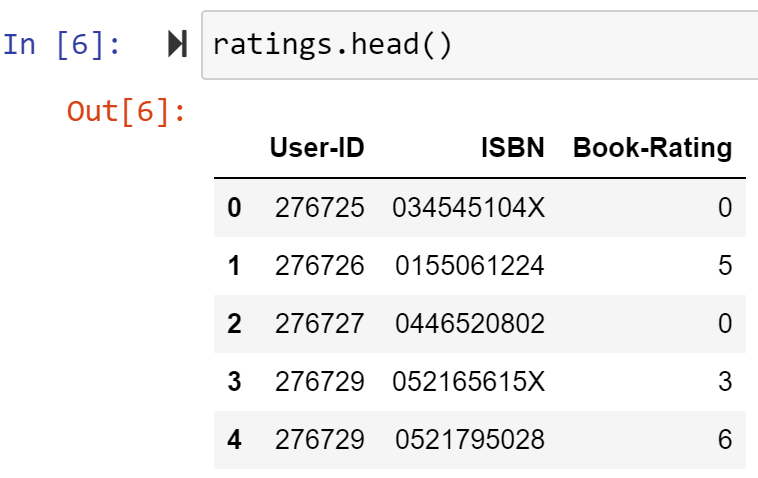 In [6]: ratings.head()
Out[6]:
User-ID ISBN Book-Rating
0 276725 034545104X 0
1 276726 0155061224 5
2 276727 0446520802 0
3 276729 052165615X 3
4 276729 0521795028 6